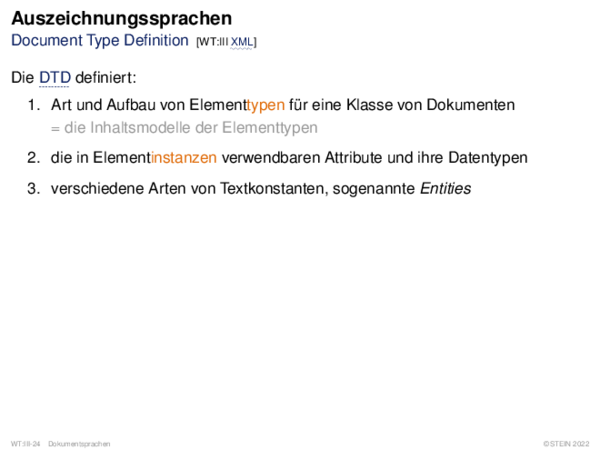 Auszeichnungssprachen
Document Type Definition [WT:III XML]
Die DTD definiert:
1. Art und Aufbau von Elementtypen für eine Klasse von Dokumenten
= die Inhaltsmodelle der Elementtypen
2. die in Elementinstanzen verwendbaren Attribute und ihre Datentypen
3. verschiedene Arten von Textkonstanten, sogenannte Entities
WT:III-24 Dokumentsprachen ©STEIN 2022